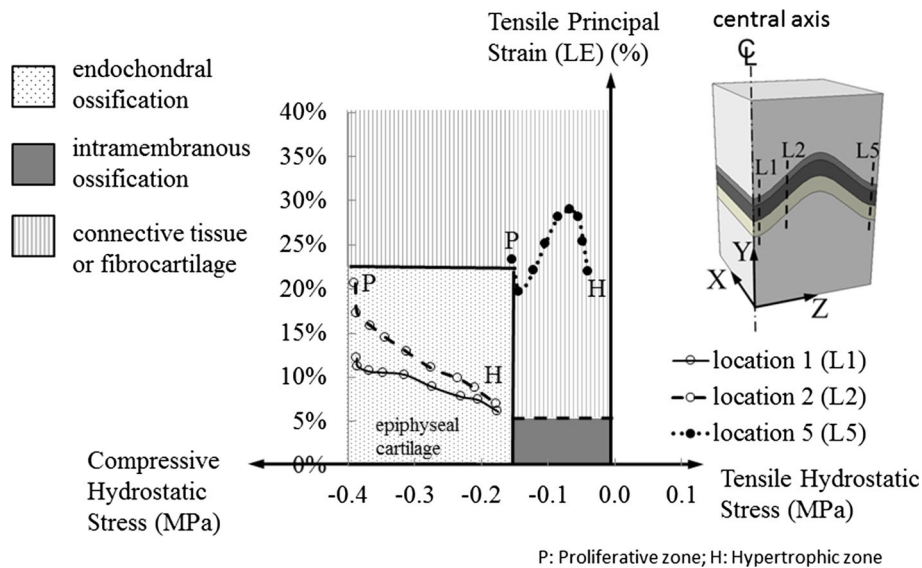 Tensile Principal
Strain (LE) (%)
central axis
℄
endochondral
ossification
intramembranous
ossification
connective tissue
or fibrocartilage
40%
35%
30%
25%
20%
15%
10%
5%
0%
P
H
P
H
epiphyseal
cartilage
L1
L2
L5
Y
X
Z
location 1 (L1)
location 2 (L2)
location 5 (L5)
Compressive
Hydrostatic
Stress (MPa)
-0.4
-0.3
-0.2
-0.1
0.0
0.1
Tensile Hydrostatic
Stress (MPa)
P: Proliferative zone; H: Hypertrophic zone